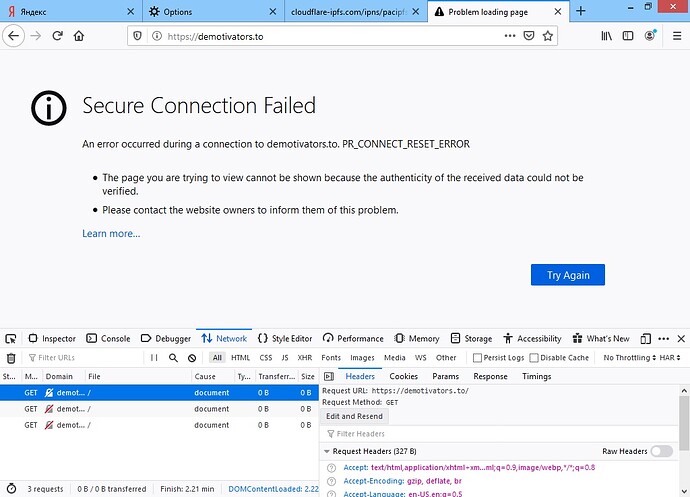 Яндекс
Options
cloudflare-ipfs.com/ipns/pacipf
Problem loading page
https://demotivators.to
Secure Connection Failed
An error occurred during a connection to demotivators.to. PR_CONNECT_RESET_ERROR
The page you are trying to view cannot be shown because the authenticity of the received data could not be
verified.
Please contact the website owners to inform them of this problem.
Learn more...
Try Again
Inspector Console Debugger Network Style Editor Performance Memory Storage Accessibility What's New
Filter URLs All HTML CSS JS XHR Fonts Images Media WS Other Persist Logs Disable Cache No Throttling HAR
St... M... Domain File Cause Ty... Transferr... Size
GET demot... / document 0 B 0 B
GET demot... / document 0 B 0 B
GET demot... / document 0 B 0 B
Headers Cookies Params Response Timings
Request URL: https://demotivators.to/
Request Method: GET
Edit and Resend
Filter Headers
Request Headers (327 B) Raw Headers
Accept: text/html,application/xhtml+xm...ml;q=0.9,image/webp,*/*;q=0.8
Accept-Encoding: gzip, deflate, br
Accept-Language: en-US,en;q=0.5
3 requests 0 B / 0 B transferred Finish: 2.21 min DOMContentLoaded: 2.22